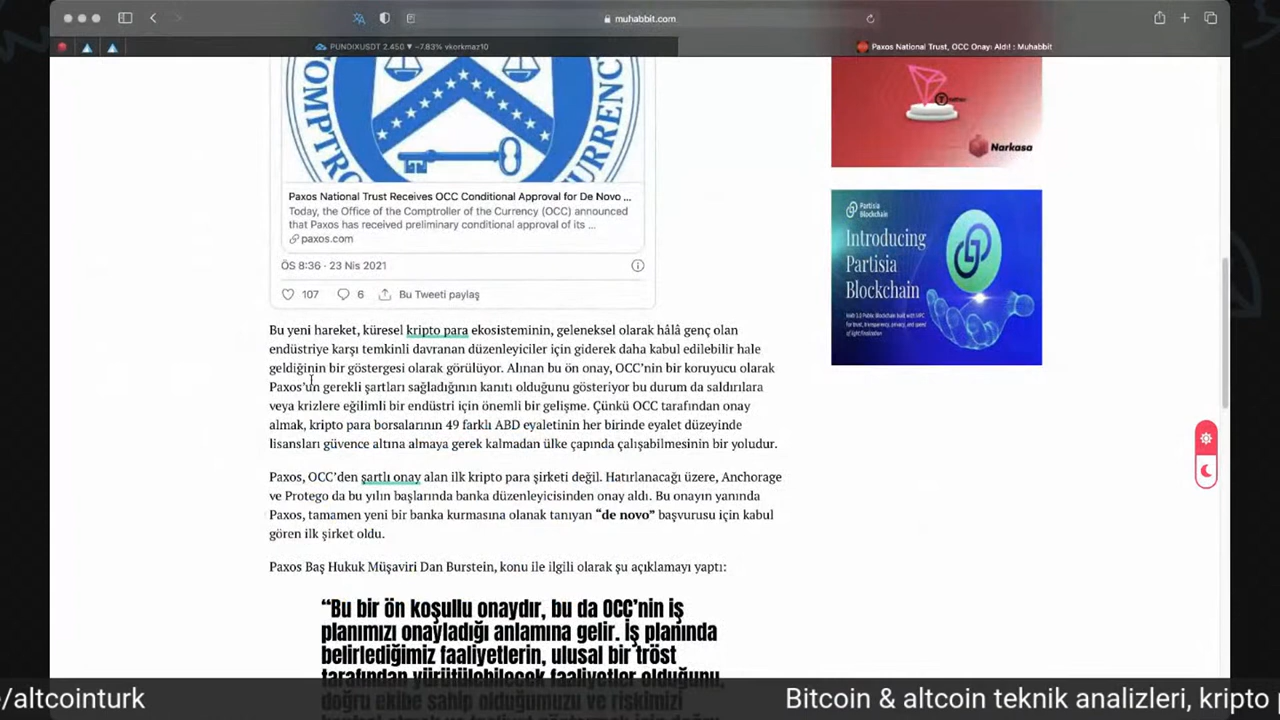 muhabbit.com
PUNDIXUSDT 2.450 ▼ −7.83% vkorkmaz10
Paxos National Trust, OCC Onayı Aldı! : Muhabbit
COMPTRO
URRENCY
Paxos National Trust Receives OCC Conditional Approval for De Novo ...
Today, the Office of the Comptroller of the Currency (OCC) announced
that Paxos has received preliminary conditional approval of its ...
paxos.com
ÖS 8:36 · 23 Nis 2021
107 6 Bu Tweeti paylaş
Narkasa
Partisia
Blockchain
Introducing
Partisia
Blockchain
Bu yeni hareket, küresel kripto para ekosisteminin, geleneksel olarak hâlâ genç olan
endüstriye karşı temkinli davranan düzenleyiciler için giderek daha kabul edilebilir hale
geldiğinin bir göstergesi olarak görülüyor. Alınan bu ön onay, OCC’nin bir koruyucu olarak
Paxos’un gerekli şartları sağladığının kanıtı olduğunu gösteriyor bu durum da saldırılara
veya krizlere eğilimli bir endüstri için önemli bir gelişme. Çünkü OCC tarafından onay
almak, kripto para borsalarının 49 farklı ABD eyaletinin her birinde eyalet düzeyinde
lisansları güvence altına almaya gerek kalmadan ülke çapında çalışabilmesinin bir yoludur.
Paxos, OCC’den şartlı onay alan ilk kripto para şirketi değil. Hatırlanacağı üzere, Anchorage
ve Protego da bu yılın başlarında banka düzenleyicisinden onay aldı. Bu onayın yanında
Paxos, tamamen yeni bir banka kurmasına olanak tanıyan “de novo” başvurusu için kabul
gören ilk şirket oldu.
Paxos Baş Hukuk Müşaviri Dan Burstein, konu ile ilgili olarak şu açıklamayı yaptı:
“Bu bir ön koşullu onaydır, bu da OCC’nin iş
planımızı onayladığı anlamına gelir. İş planında
belirlediğimiz faaliyetlerin, ulusal bir tröst
tarafından yürütülebilecek faaliyetler olduğunu,
doğru ekibe sahip olduğumuzu ve riskimizi
/altcointurk
Bitcoin & altcoin teknik analizleri, kripto p